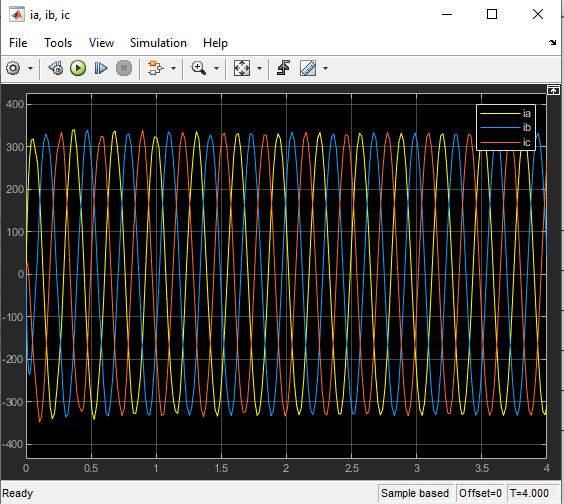 ia, ib, ic
File Tools View Simulation Help
400
300
200
100
0
-100
-200
-300
-400
ia
ib
ic
0 0.5 1 1.5 2 2.5 3 3.5 4
Ready Sample based Offset=0 T=4.000